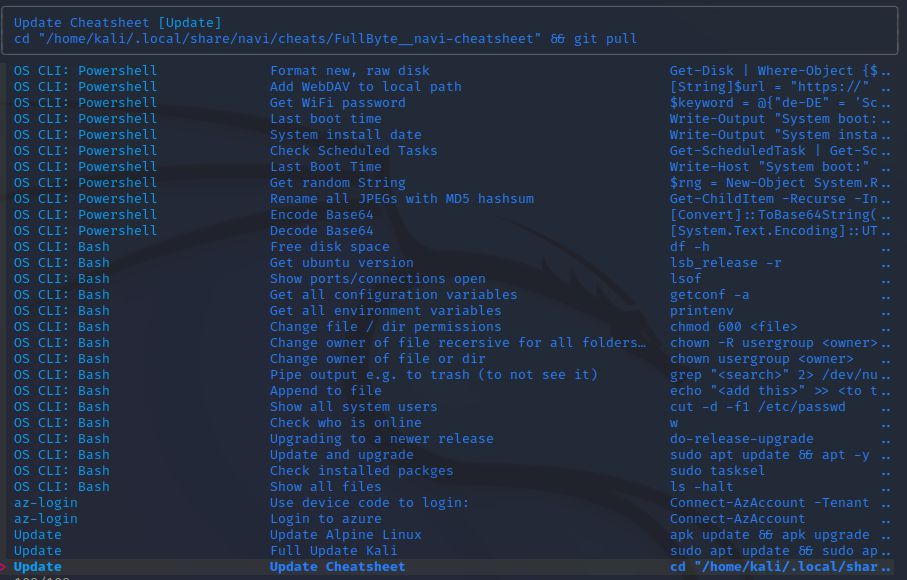 Update Cheatsheet [Update]
cd "/home/kali/.local/share/navi/cheats/FullByte__navi-cheatsheet" && git pull
OS CLI: Powershell Format new, raw disk Get-Disk | Where-Object {$..
OS CLI: Powershell Add WebDAV to local path [String]$url = "https://" ..
OS CLI: Powershell Get WiFi password $keyword = @{"de-DE" = 'Sc..
OS CLI: Powershell Last boot time Write-Output "System boot:..
OS CLI: Powershell System install date Write-Output "System insta..
OS CLI: Powershell Check Scheduled Tasks Get-ScheduledTask | Get-Sc..
OS CLI: Powershell Last Boot Time Write-Host "System boot:" ..
OS CLI: Powershell Get random String $rng = New-Object System.R..
OS CLI: Powershell Rename all JPEGs with MD5 hashsum Get-ChildItem -Recurse -In..
OS CLI: Powershell Encode Base64 [Convert]::ToBase64String(..
OS CLI: Powershell Decode Base64 [System.Text.Encoding]::UT..
OS CLI: Bash Free disk space df -h ..
OS CLI: Bash Get ubuntu version lsb_release -r ..
OS CLI: Bash Show ports/connections open lsof ..
OS CLI: Bash Get all configuration variables getconf -a ..
OS CLI: Bash Get all environment variables printenv ..
OS CLI: Bash Change file / dir permissions chmod 600 <file> ..
OS CLI: Bash Change owner of file recersive for all folders… chown -R usergroup <owner>..
OS CLI: Bash Change owner of file or dir chown usergroup <owner> ..
OS CLI: Bash Pipe output e.g. to trash (to not see it) grep "<search>" 2> /dev/nu..
OS CLI: Bash Append to file echo "<add this>" >> <to t..
OS CLI: Bash Show all system users cut -d -f1 /etc/passwd ..
OS CLI: Bash Check who is online w ..
OS CLI: Bash Upgrading to a newer release do-release-upgrade ..
OS CLI: Bash Update and upgrade sudo apt update && apt -y ..
OS CLI: Bash Check installed packges sudo tasksel ..
OS CLI: Bash Show all files ls -halt ..
az-login Use device code to login: Connect-AzAccount -Tenant ..
az-login Login to azure Connect-AzAccount ..
Update Update Alpine Linux apk update && apk upgrade ..
Update Full Update Kali sudo apt update && sudo ap..
> Update Update Cheatsheet cd "/home/kali/.local/shar..